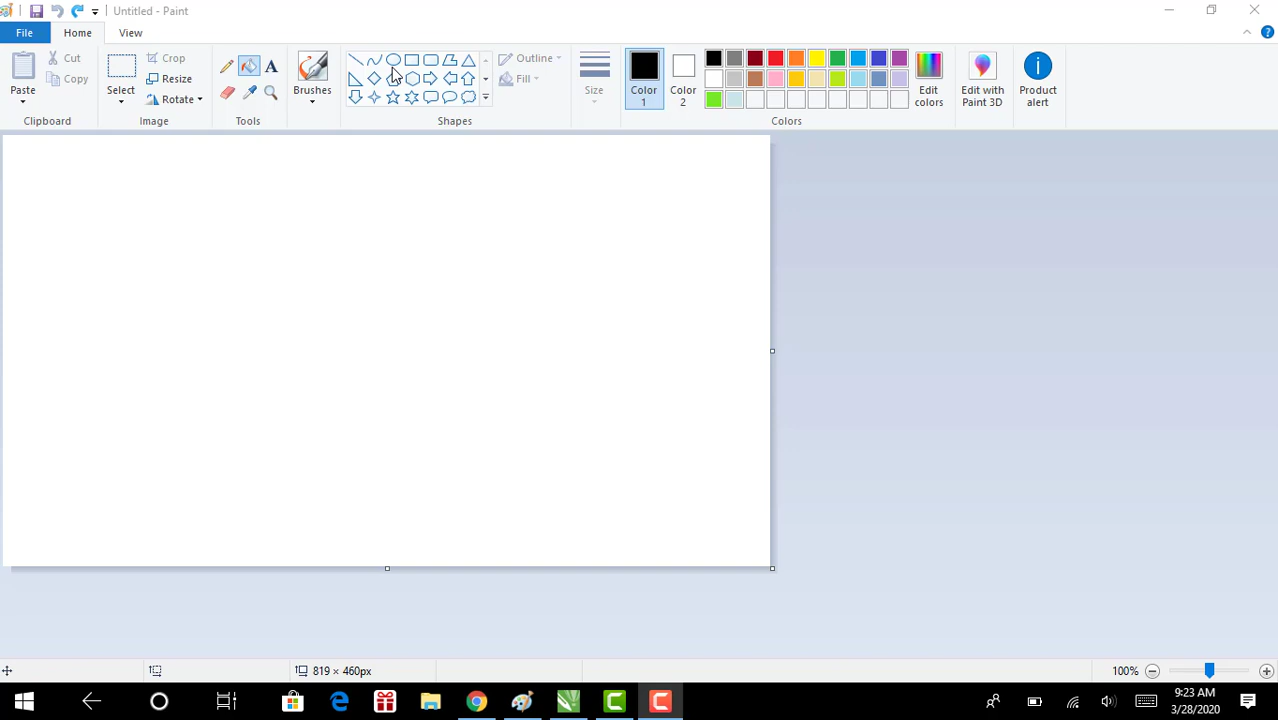 Untitled - Paint
File Home View
Paste Cut Copy Clipboard
Select Crop Resize Rotate Image
A Tools
Brushes
Outline Fill Shapes
Size
Color 1 Color 2 Edit colors Colors
Edit with Paint 3D
Product alert
819 × 460px 100%
9:23 AM
3/28/2020